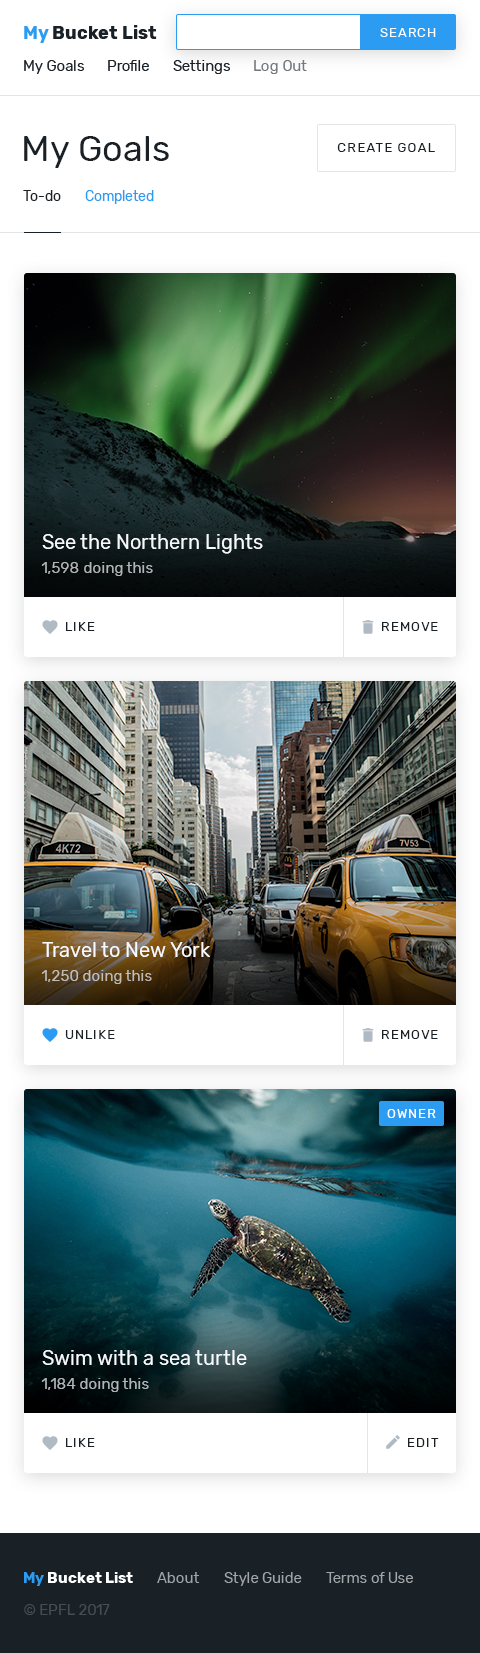 My Bucket List
SEARCH
My Goals Profile Settings Log Out
My Goals
CREATE GOAL
To-do Completed
See the Northern Lights
1,598 doing this
LIKE REMOVE
4K72
7V53
Travel to New York
1,250 doing this
UNLIKE REMOVE
OWNER
Swim with a sea turtle
1,184 doing this
LIKE EDIT
My Bucket List About Style Guide Terms of Use
© EPFL 2017